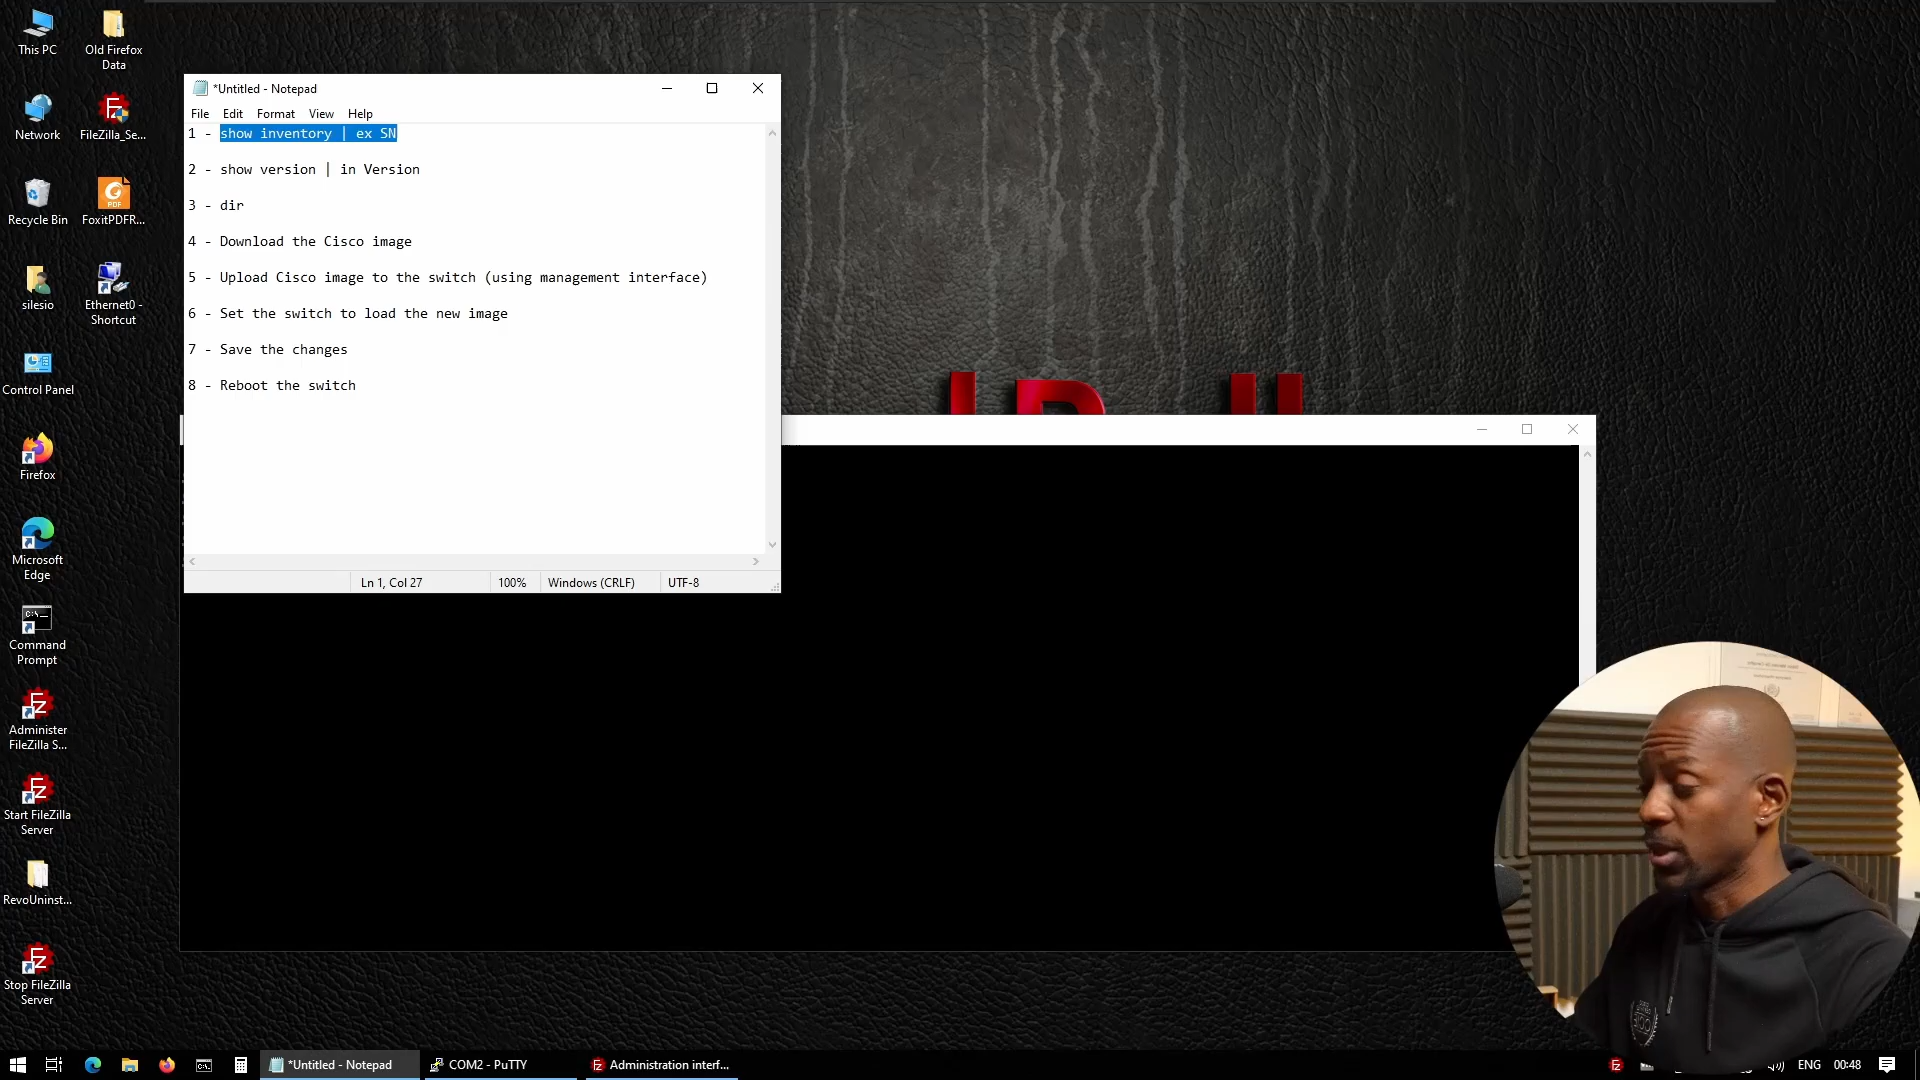 This PC
Old Firefox
Data
Network
FileZilla_Se...
Recycle Bin
FoxitPDFR...
silesio
Ethernet0 -
Shortcut
Control Panel
Firefox
Microsoft
Edge
Command
Prompt
Administer
FileZilla S...
Start FileZilla
Server
RevoUninst...
Stop FileZilla
Server
*Untitled - Notepad
File Edit Format View Help
1 - show inventory | ex SN
2 - show version | in Version
3 - dir
4 - Download the Cisco image
5 - Upload Cisco image to the switch (using management interface)
6 - Set the switch to load the new image
7 - Save the changes
8 - Reboot the switch
Ln 1, Col 27 100% Windows (CRLF) UTF-8
*Untitled - Notepad
COM2 - PuTTY
Administration interf...
ENG 00:48